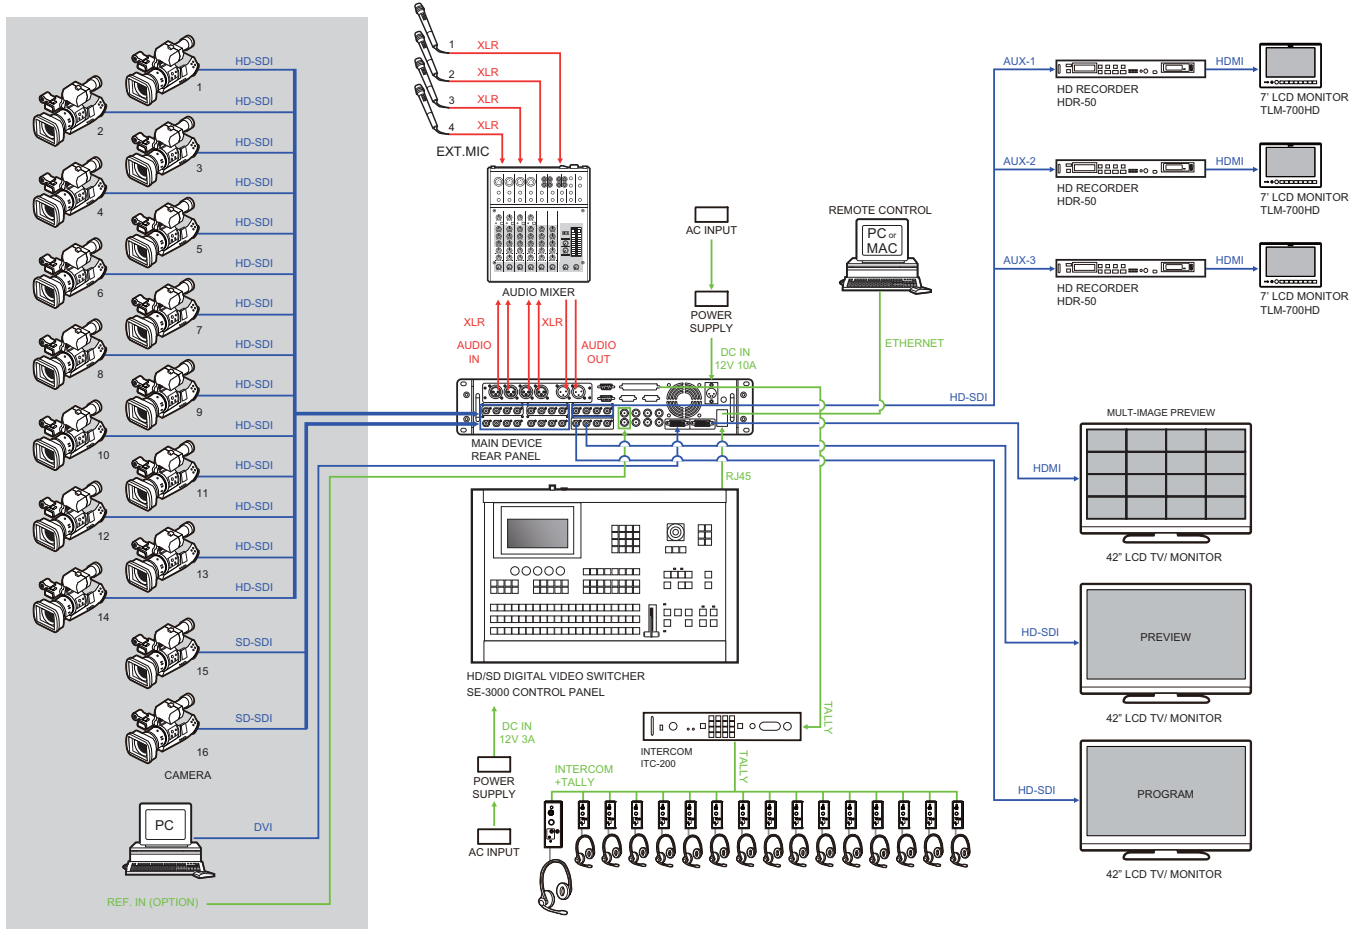 HD-SDI
1
HD-SDI
2
HD-SDI
3
HD-SDI
4
HD-SDI
5
HD-SDI
6
HD-SDI
7
HD-SDI
8
HD-SDI
9
HD-SDI
10
HD-SDI
11
HD-SDI
12
HD-SDI
13
HD-SDI
14
SD-SDI
15
SD-SDI
16
CAMERA
PC
DVI
REF. IN (OPTION)
1 XLR
2 XLR
3 XLR
4 XLR
EXT.MIC
AUDIO MIXER
XLR
XLR
AUDIO
IN
AUDIO
OUT
AC INPUT
POWER
SUPPLY
DC IN
12V 10A
REMOTE CONTROL
PC or
MAC
ETHERNET
MAIN DEVICE
REAR PANEL
RJ45
HD/SD DIGITAL VIDEO SWITCHER
SE-3000 CONTROL PANEL
DC IN
12V 3A
POWER
SUPPLY
AC INPUT
INTERCOM
ITC-200
TALLY
TALLY
INTERCOM
+TALLY
HD-SDI
AUX-1
HD RECORDER
HDR-50
HDMI
7' LCD MONITOR
TLM-700HD
AUX-2
HD RECORDER
HDR-50
HDMI
7' LCD MONITOR
TLM-700HD
AUX-3
HD RECORDER
HDR-50
HDMI
7' LCD MONITOR
TLM-700HD
MULT-IMAGE PREVIEW
HDMI
42" LCD TV/ MONITOR
HD-SDI
PREVIEW
42" LCD TV/ MONITOR
HD-SDI
PROGRAM
42" LCD TV/ MONITOR